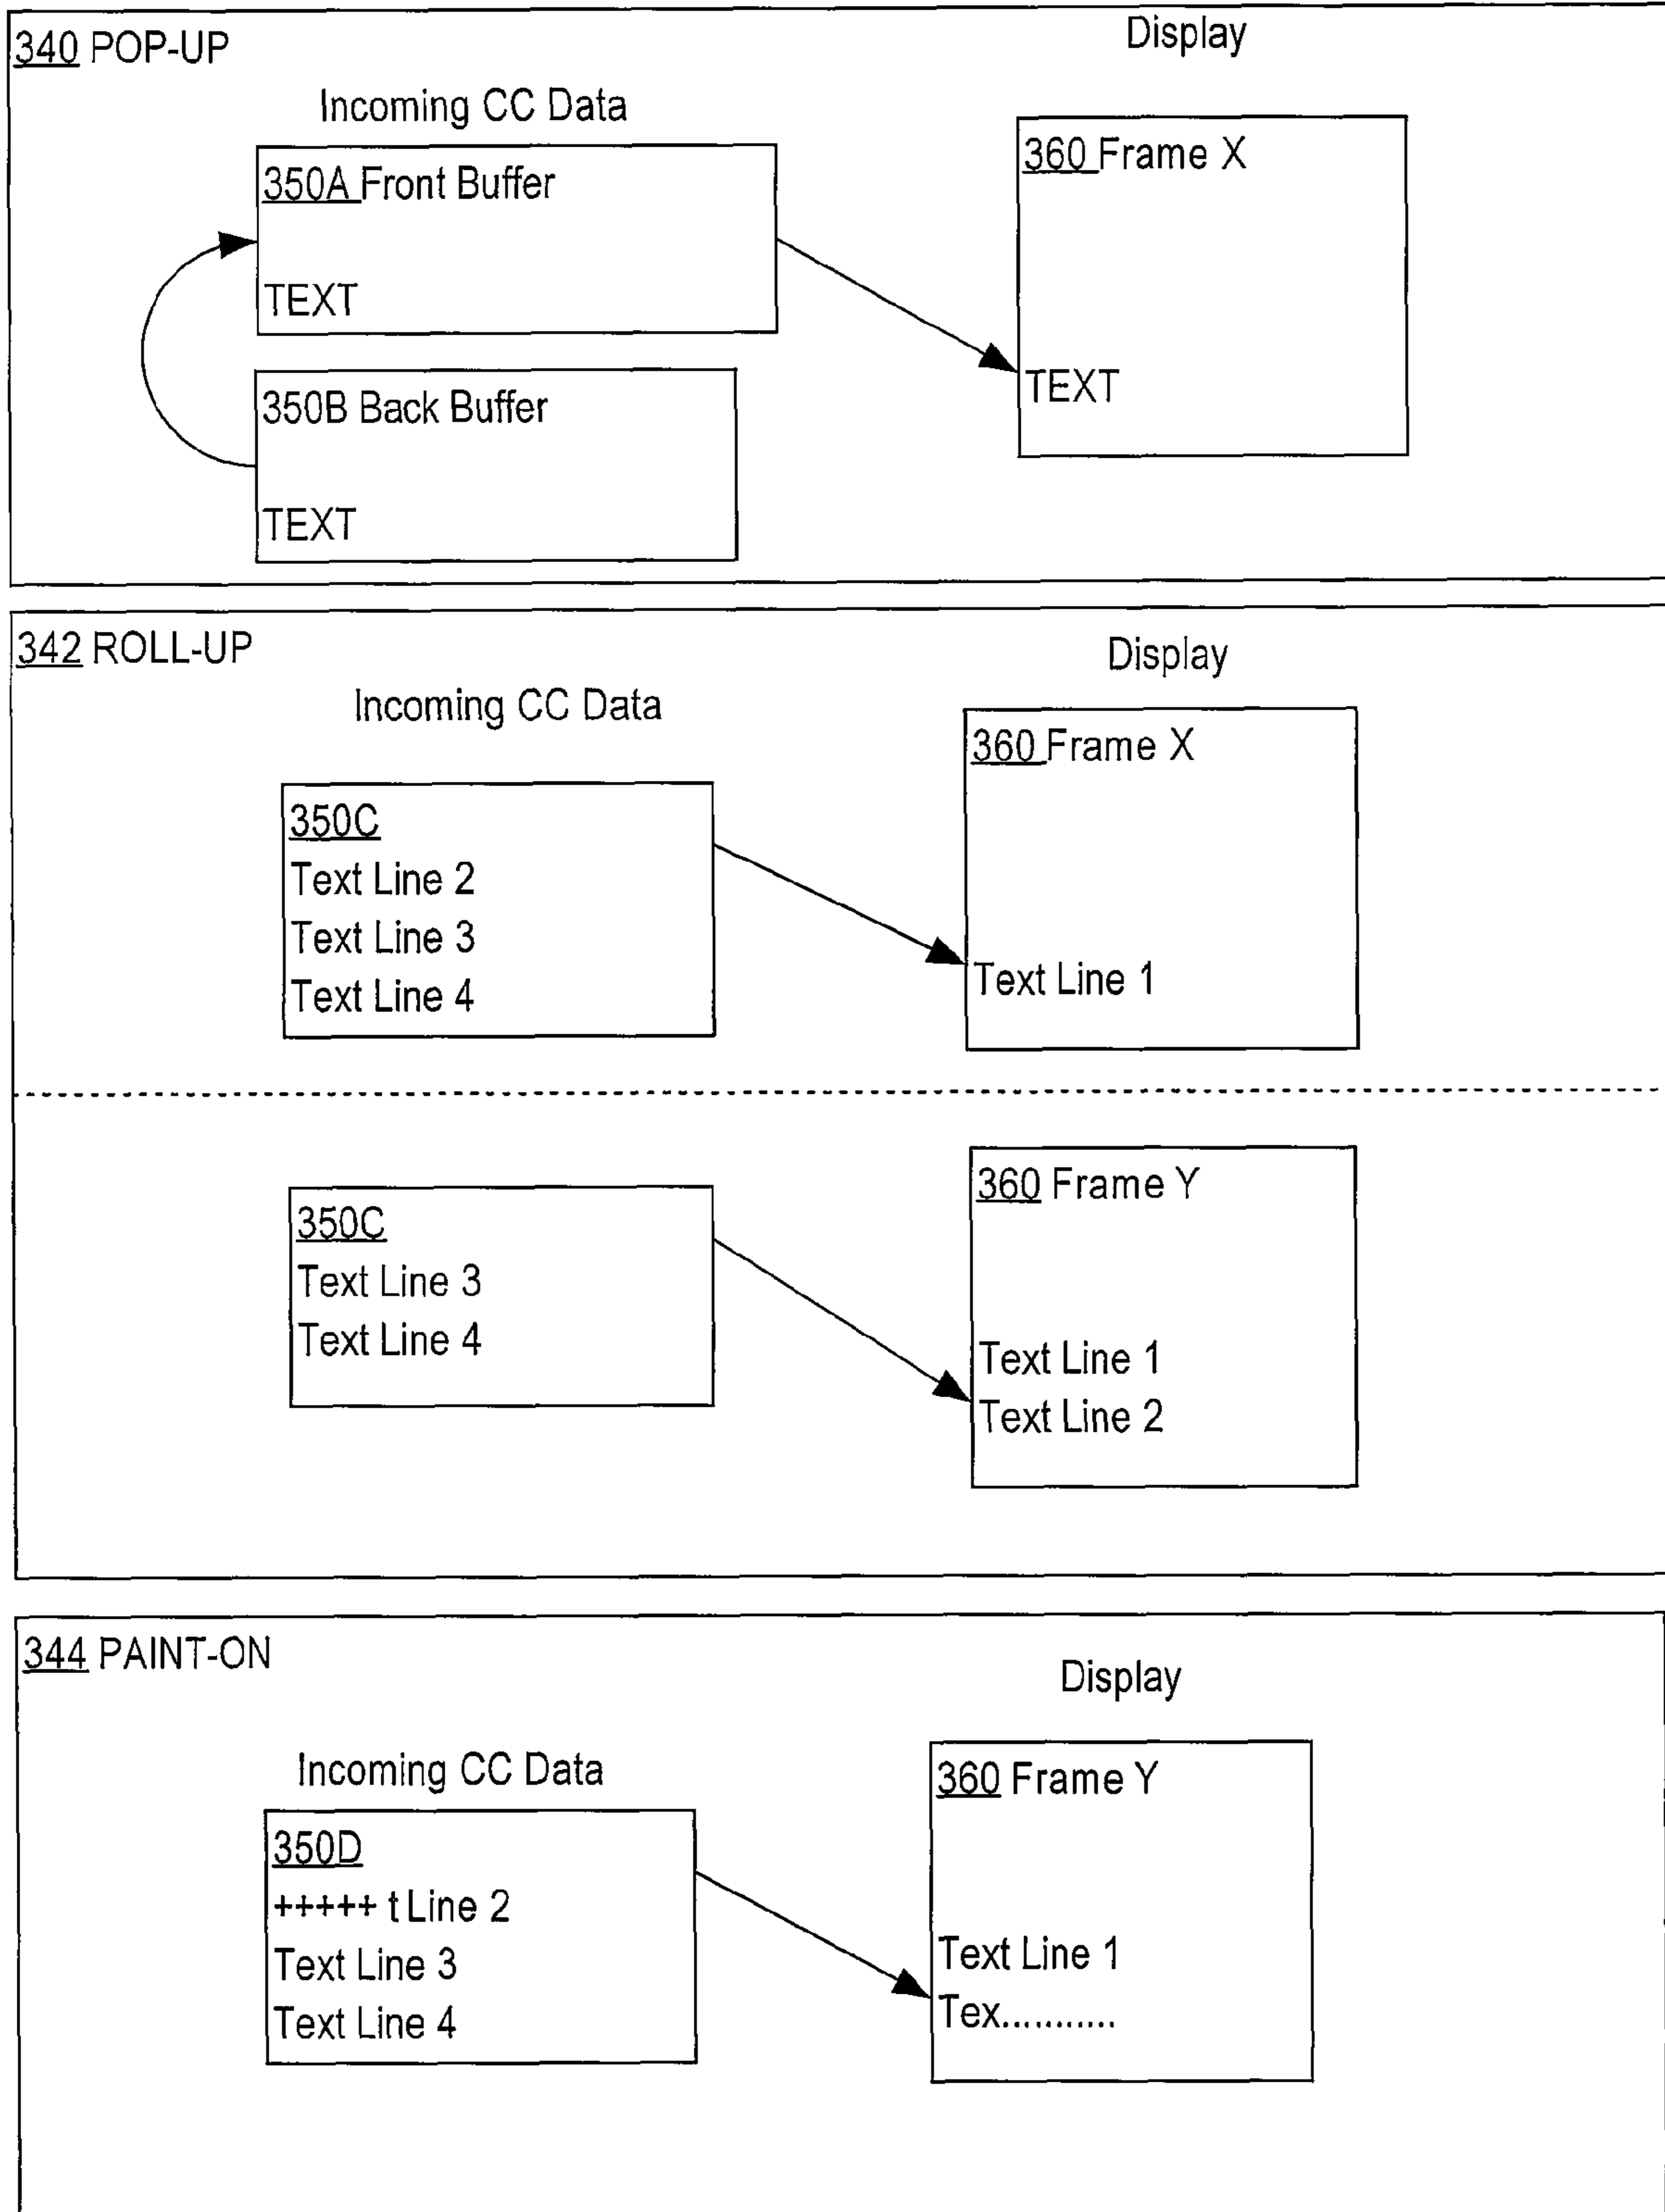 340 POP-UP
Display
Incoming CC Data
350A Front Buffer
TEXT
360 Frame X
TEXT
350B Back Buffer
TEXT
342 ROLL-UP
Display
Incoming CC Data
360 Frame X
350C
Text Line 2
Text Line 3
Text Line 4
Text Line 1
360 Frame Y
350C
Text Line 3
Text Line 4
Text Line 1
Text Line 2
344 PAINT-ON
Display
Incoming CC Data
360 Frame Y
350D
+++++ t Line 2
Text Line 3
Text Line 4
Text Line 1
Tex...........